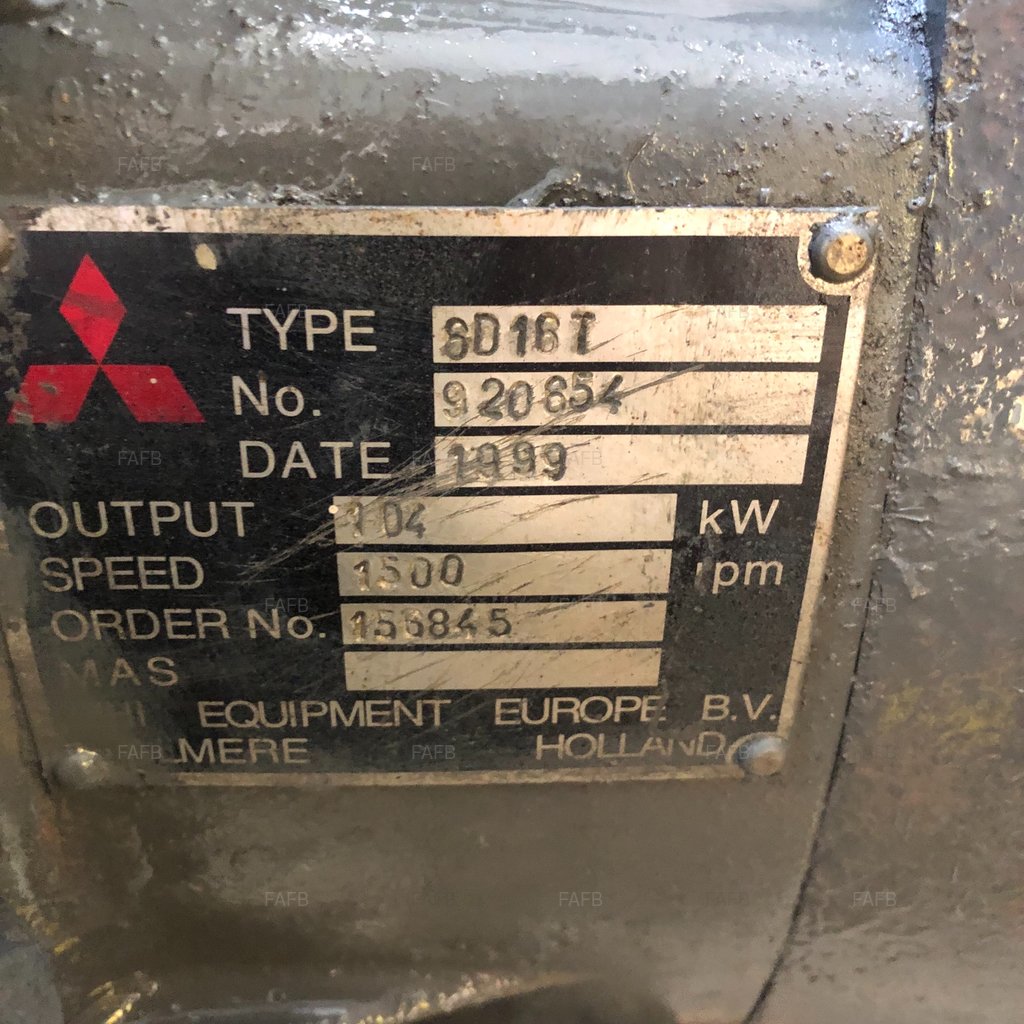 TYPE 6D16T
No. 920654
DATE 1999
OUTPUT 104 kW
SPEED 1500 rpm
ORDER No. 156845
MAS
EQUIPMENT EUROPE B.V.
HOLLAND
FAFB